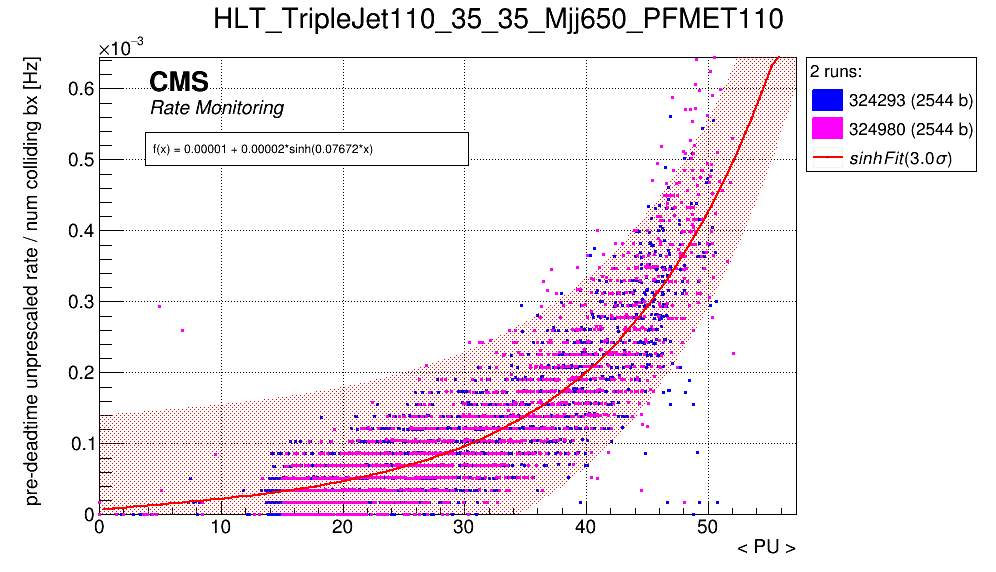 HLT_TripleJet110_35_35_Mjj650_PFMET110
×10⁻³
CMS
Rate Monitoring
f(x) = 0.00001 + 0.00002*sinh(0.07672*x)
2 runs:
324293 (2544 b)
324980 (2544 b)
sinhFit(3.0σ)
pre-deadtime unprescaled rate / num colliding bx [Hz]
0.6
0.5
0.4
0.3
0.2
0.1
0
0 10 20 30 40 50
< PU >